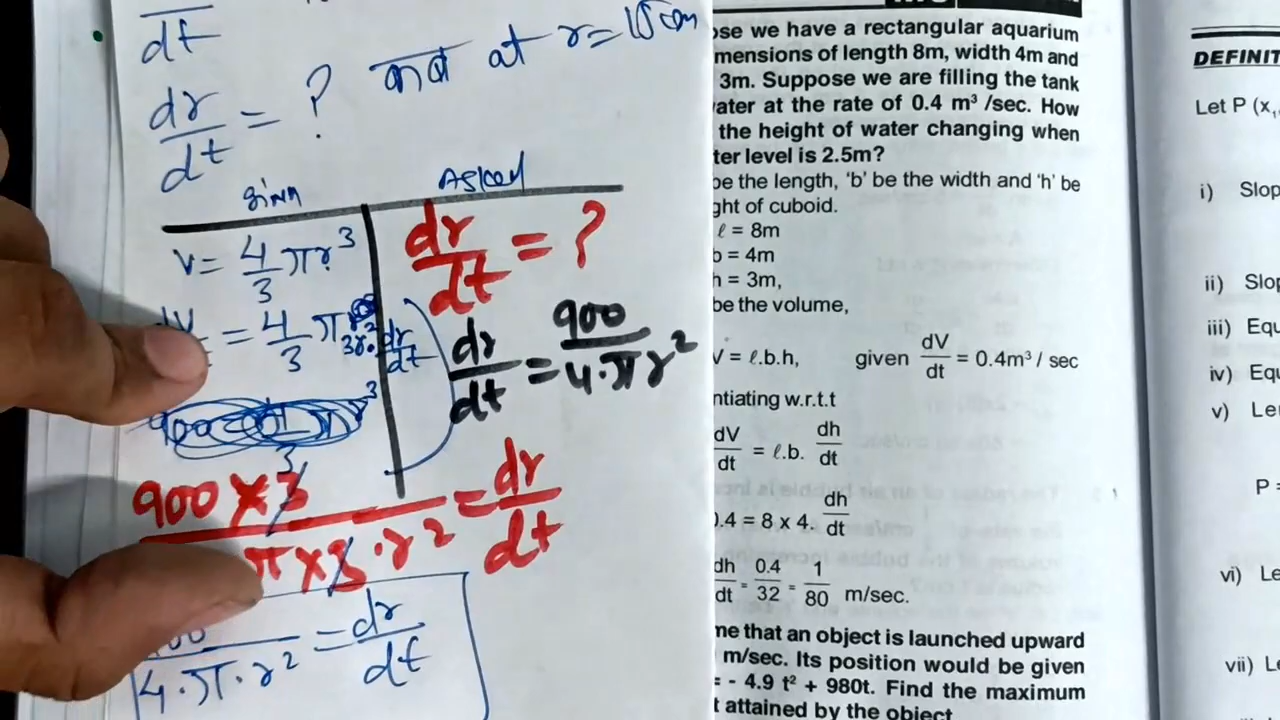 dt
dr/dt = ? जब at r = 15 cm
given
Asked
V = 4/3 πr³
dr/dt = ?
= 4/3 π 3r² · dr/dt
dr/dt = 900/4·πr²
900 × 3 / π × 3 · r² = dr/dt
/ 4·π·r² = dr/dt
ose we have a rectangular aquarium
mensions of length 8m, width 4m and
3m. Suppose we are filling the tank
ater at the rate of 0.4 m³ /sec. How
the height of water changing when
ter level is 2.5m?
be the length, 'b' be the width and 'h' be
ght of cuboid.
ℓ = 8m
b = 4m
h = 3m,
be the volume,
V = ℓ.b.h, given dV/dt = 0.4m³ / sec
ntiating w.r.t.t
dV/dt = ℓ.b. dh/dt
0.4 = 8 x 4. dh/dt
dh/dt = 0.4/32 = 1/80 m/sec.
me that an object is launched upward
m/sec. Its position would be given
= - 4.9 t² + 980t. Find the maximum
t attained by the object
DEFINIT
Let P (x,
i) Slop
ii) Slop
iii) Equ
iv) Equ
v) Le
P =
vi) Le
vii) Le